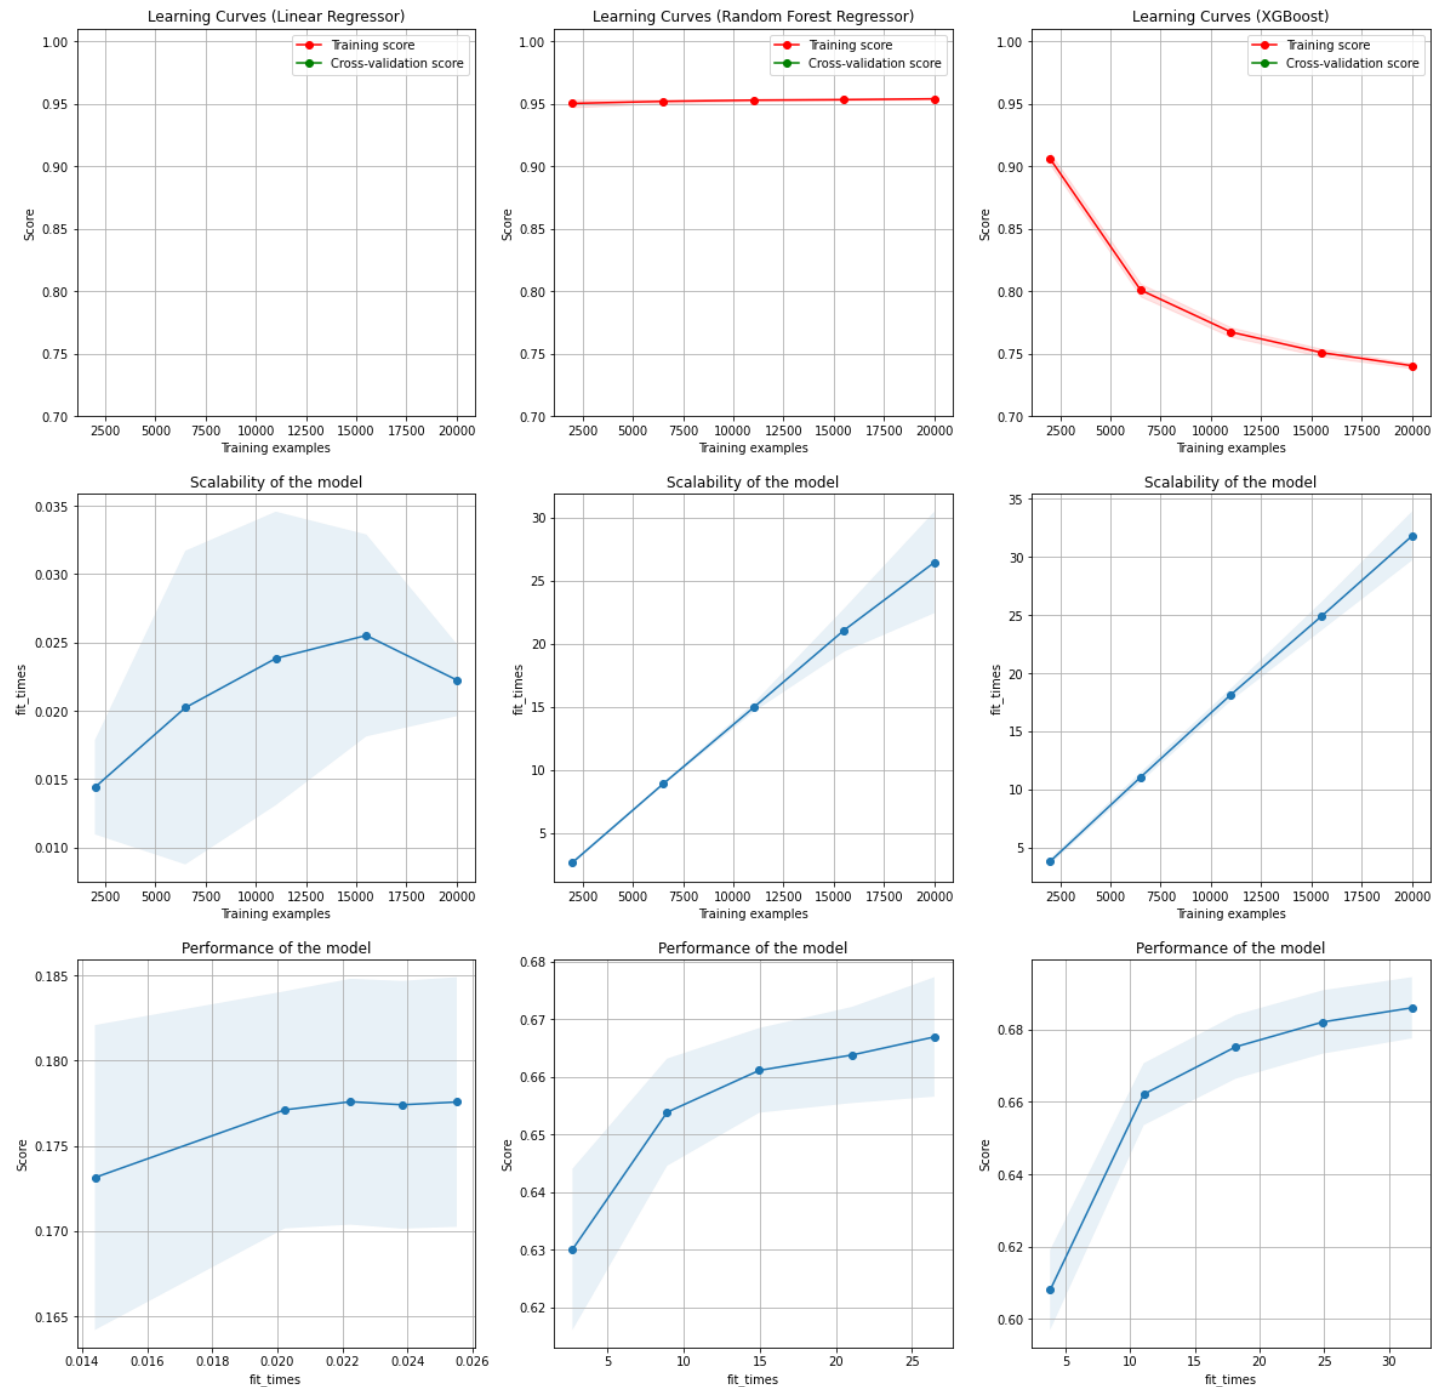 Learning Curves (Linear Regressor)
1.00
0.95
0.90
0.85
0.80
0.75
0.70
Score
Training score
Cross-validation score
2500 5000 7500 10000 12500 15000 17500 20000
Training examples
Learning Curves (Random Forest Regressor)
1.00
0.95
0.90
0.85
0.80
0.75
0.70
Score
Training score
Cross-validation score
2500 5000 7500 10000 12500 15000 17500 20000
Training examples
Learning Curves (XGBoost)
1.00
0.95
0.90
0.85
0.80
0.75
0.70
Score
Training score
Cross-validation score
2500 5000 7500 10000 12500 15000 17500 20000
Training examples
Scalability of the model
0.035
0.030
0.025
0.020
0.015
0.010
fit_times
2500 5000 7500 10000 12500 15000 17500 20000
Training examples
Scalability of the model
30
25
20
15
10
5
fit_times
2500 5000 7500 10000 12500 15000 17500 20000
Training examples
Scalability of the model
35
30
25
20
15
10
5
fit_times
2500 5000 7500 10000 12500 15000 17500 20000
Training examples
Performance of the model
0.185
0.180
0.175
0.170
0.165
Score
0.014 0.016 0.018 0.020 0.022 0.024 0.026
fit_times
Performance of the model
0.68
0.67
0.66
0.65
0.64
0.63
0.62
Score
5 10 15 20 25
fit_times
Performance of the model
0.68
0.66
0.64
0.62
0.60
Score
5 10 15 20 25 30
fit_times